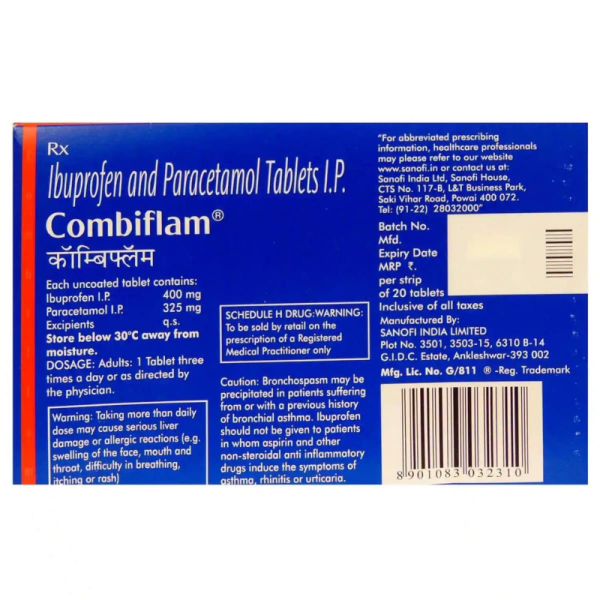 Rx
Ibuprofen and Paracetamol Tablets I.P.
Combiflam®
कॉम्बिफ्लॅम
Each uncoated tablet contains:
Ibuprofen I.P. 400 mg
Paracetamol I.P. 325 mg
Excipients q.s.
Store below 30°C away from
moisture.
DOSAGE: Adults: 1 Tablet three
times a day or as directed by
the physician.
Warning: Taking more than daily
dose may cause serious liver
damage or allergic reactions (e.g.
swelling of the face, mouth and
throat, difficulty in breathing,
itching or rash)
SCHEDULE H DRUG:WARNING:
To be sold by retail on the
prescription of a Registered
Medical Practitioner only
Caution: Bronchospasm may be
precipitated in patients suffering
from or with a previous history
of bronchial asthma. Ibuprofen
should not be given to patients
in whom aspirin and other
non-steroidal anti inflammatory
drugs induce the symptoms of
asthma, rhinitis or urticaria.
"For abbreviated prescribing
information, healthcare professionals
may please refer to our website
www.sanofi.in or contact us at:
Sanofi India Ltd, Sanofi House,
CTS No. 117-B, L&T Business Park,
Saki Vihar Road, Powai 400 072.
Tel: (91-22) 28032000"
Batch No.
Mfd.
Expiry Date
MRP ₹.
per strip
of 20 tablets
Inclusive of all taxes
Manufactured By:
SANOFI INDIA LIMITED
Plot No. 3501, 3503-15, 6310 B-14
G.I.D.C. Estate, Ankleshwar-393 002
Mfg. Lic. No. G/811 ® -Reg. Trademark
8 901083 032310